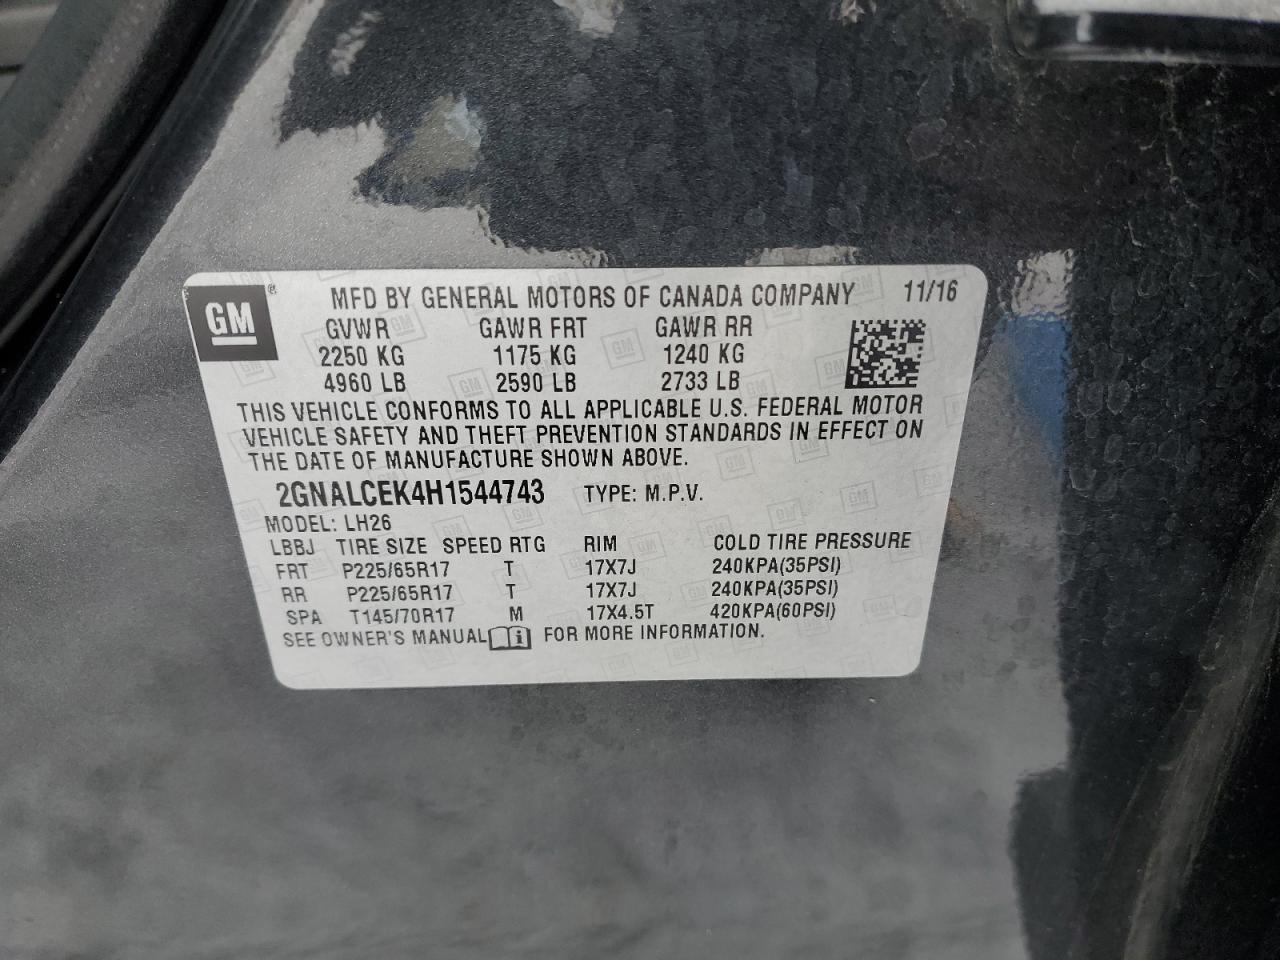 GM ® MFD BY GENERAL MOTORS OF CANADA COMPANY 11/16
GVWR GAWR FRT GAWR RR
2250 KG 1175 KG 1240 KG
4960 LB 2590 LB 2733 LB
THIS VEHICLE CONFORMS TO ALL APPLICABLE U.S. FEDERAL MOTOR
VEHICLE SAFETY AND THEFT PREVENTION STANDARDS IN EFFECT ON
THE DATE OF MANUFACTURE SHOWN ABOVE.
2GNALCEK4H1544743 TYPE: M.P.V.
MODEL: LH26
LBBJ TIRE SIZE SPEED RTG RIM COLD TIRE PRESSURE
FRT P225/65R17 T 17X7J 240KPA(35PSI)
RR P225/65R17 T 17X7J 240KPA(35PSI)
SPA T145/70R17 M 17X4.5T 420KPA(60PSI)
SEE OWNER'S MANUAL i FOR MORE INFORMATION.